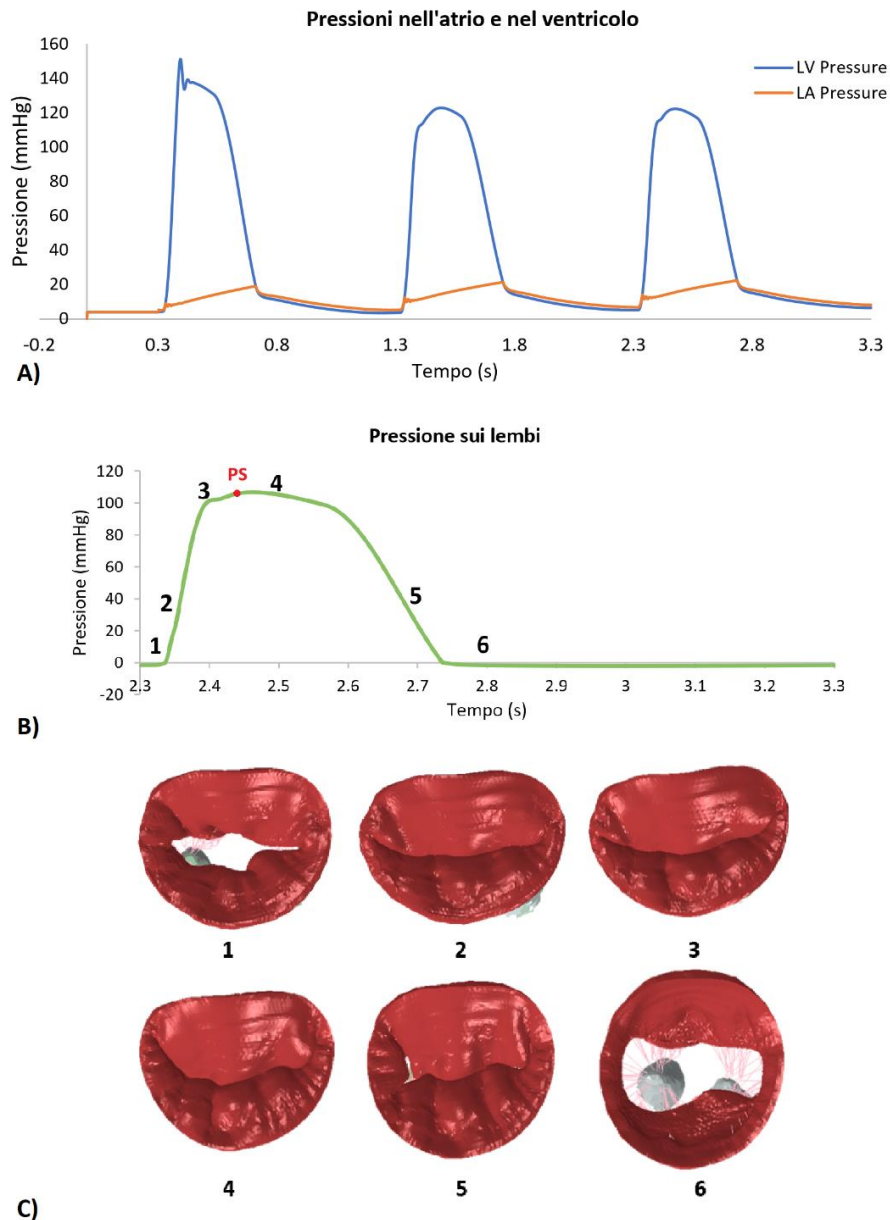 Pressioni nell'atrio e nel ventricolo
160
140
120
100
80
60
40
20
0
Pressione (mmHg)
LV Pressure
LA Pressure
-0.2 0.3 0.8 1.3 1.8 2.3 2.8 3.3
Tempo (s)
A)
Pressione sui lembi
120
100
80
60
40
20
0
-20
Pressione (mmHg)
PS
1 2 3 4 5 6
2.3 2.4 2.5 2.6 2.7 2.8 2.9 3 3.1 3.2 3.3
Tempo (s)
B)
1 2 3
4 5 6
C)